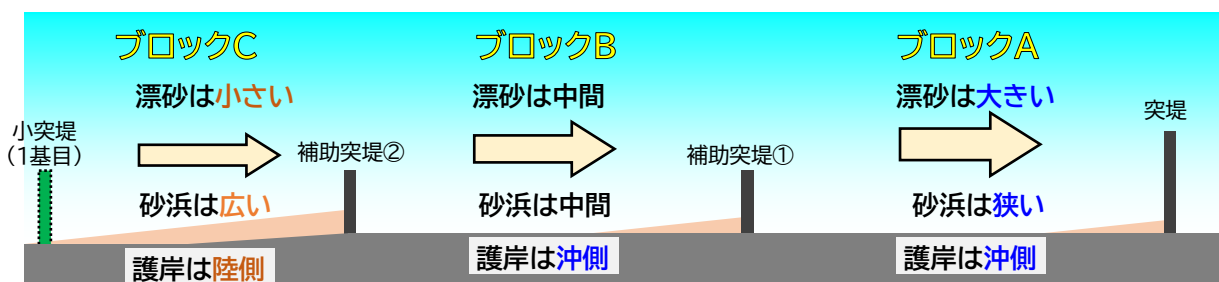 ブロックC
ブロックB
ブロックA
漂砂は小さい
漂砂は中間
漂砂は大きい
小突堤
(1基目)
補助突堤②
補助突堤①
突堤
砂浜は広い
砂浜は中間
砂浜は狭い
護岸は陸側
護岸は沖側
護岸は沖側